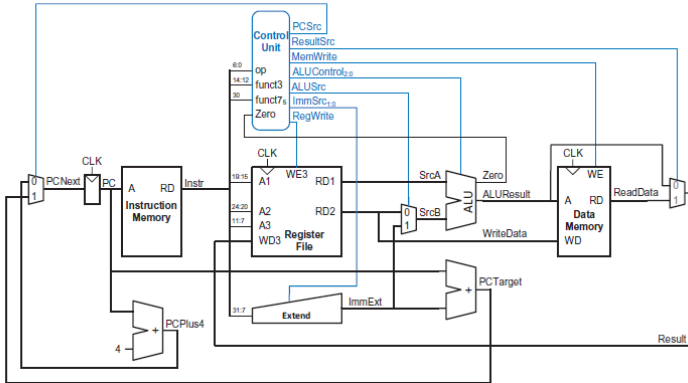 PCSrc
Control
Unit
ResultSrc
MemWrite
ALUControl2:0
ALUSrc
ImmSrc1:0
RegWrite
6:0
op
14:12
funct3
30
funct75
Zero
0
1
PCNext
CLK
PC
A
RD
Instruction
Memory
Instr
19:15
24:20
11:7
31:7
CLK
A1
WE3
RD1
A2
RD2
A3
Register
File
WD3
0
1
SrcA
SrcB
ALU
Zero
ALUResult
WriteData
CLK
WE
A
RD
Data
Memory
WD
ReadData
0
1
4
+
PCPlus4
Extend
ImmExt
+
PCTarget
Result